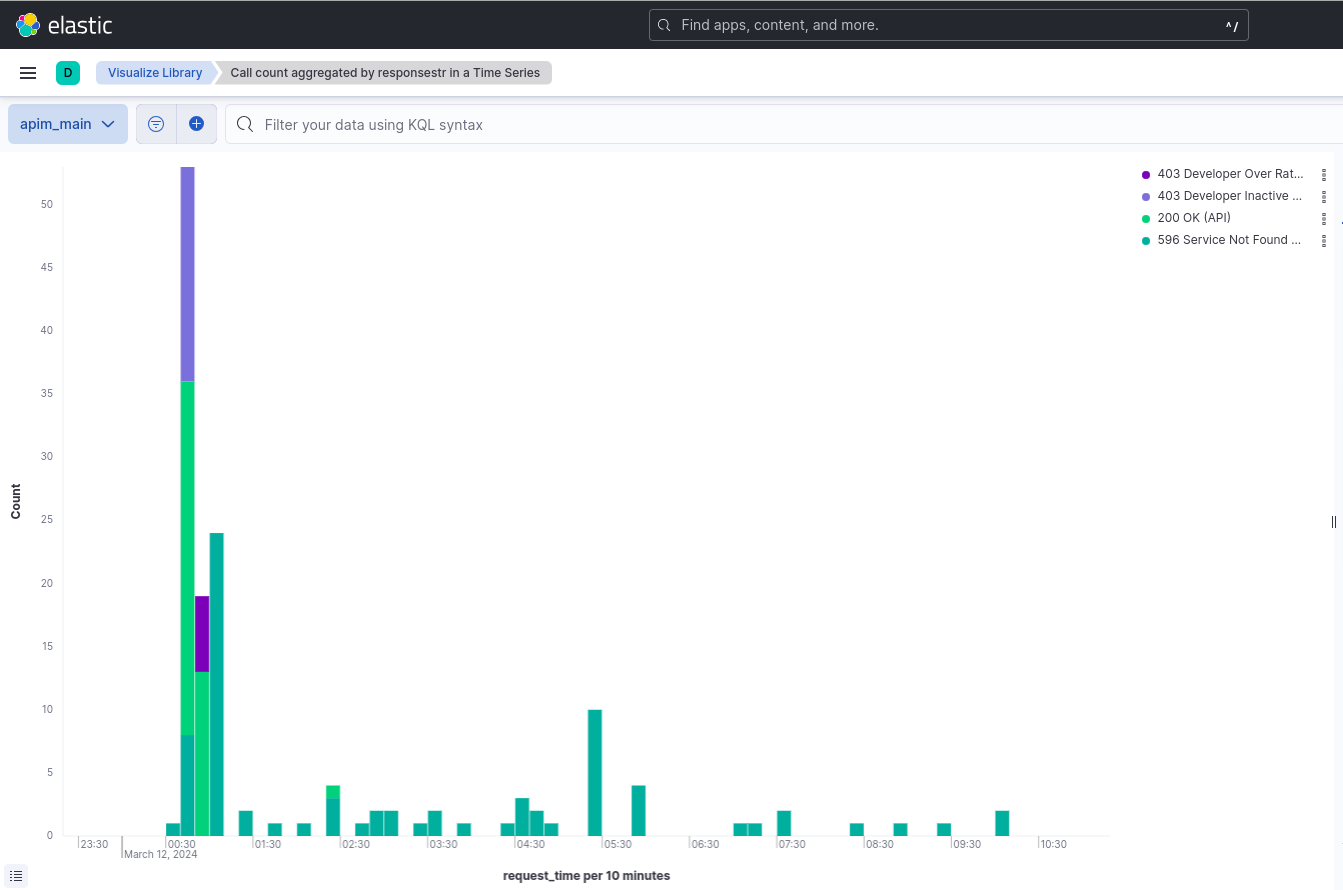 elastic
Find apps, content, and more.
^/
D
Visualize Library
Call count aggregated by responsestr in a Time Series
apim_main
Filter your data using KQL syntax
403 Developer Over Rat...
403 Developer Inactive ...
200 OK (API)
596 Service Not Found ...
Count
50
45
40
35
30
25
20
15
10
5
0
23:30
00:30
01:30
02:30
03:30
04:30
05:30
06:30
07:30
08:30
09:30
10:30
March 12, 2024
request_time per 10 minutes